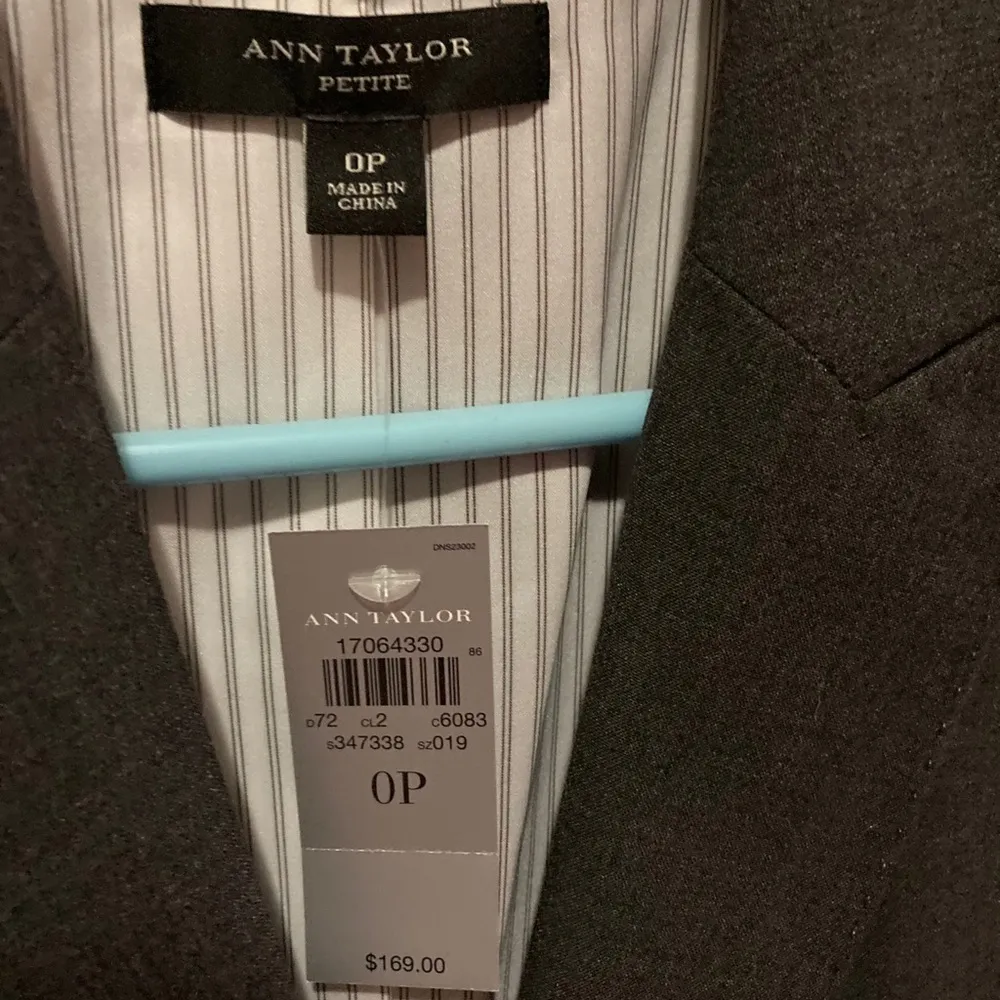 ANN TAYLOR
PETITE
0P
MADE IN
CHINA
DNS23002
ANN TAYLOR
17064330 86
D72 CL2 C6083
S347338 SZ019
0P
$169.00